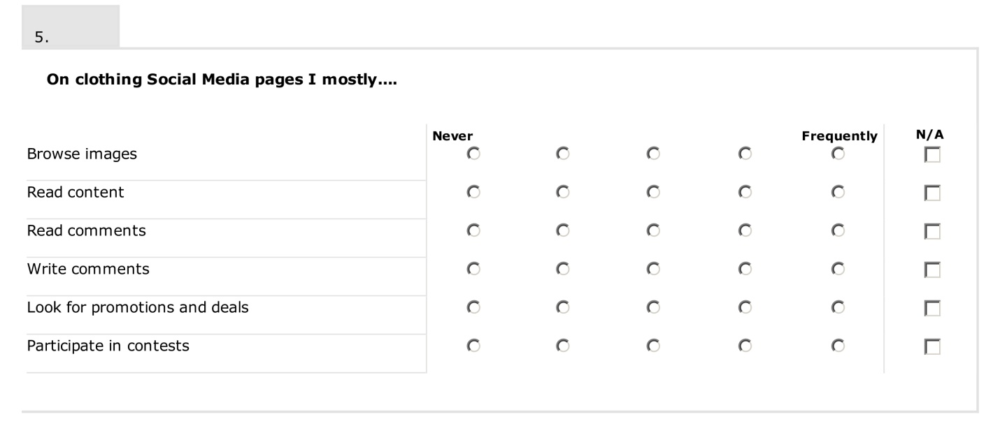 5.
On clothing Social Media pages I mostly....
Never Frequently N/A
Browse images
Read content
Read comments
Write comments
Look for promotions and deals
Participate in contests